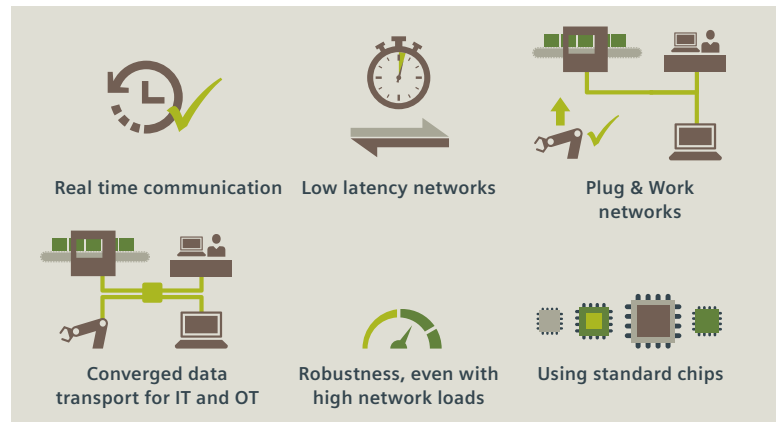 Real time communication
Low latency networks
Plug & Work
networks
Converged data
transport for IT and OT
Robustness, even with
high network loads
Using standard chips